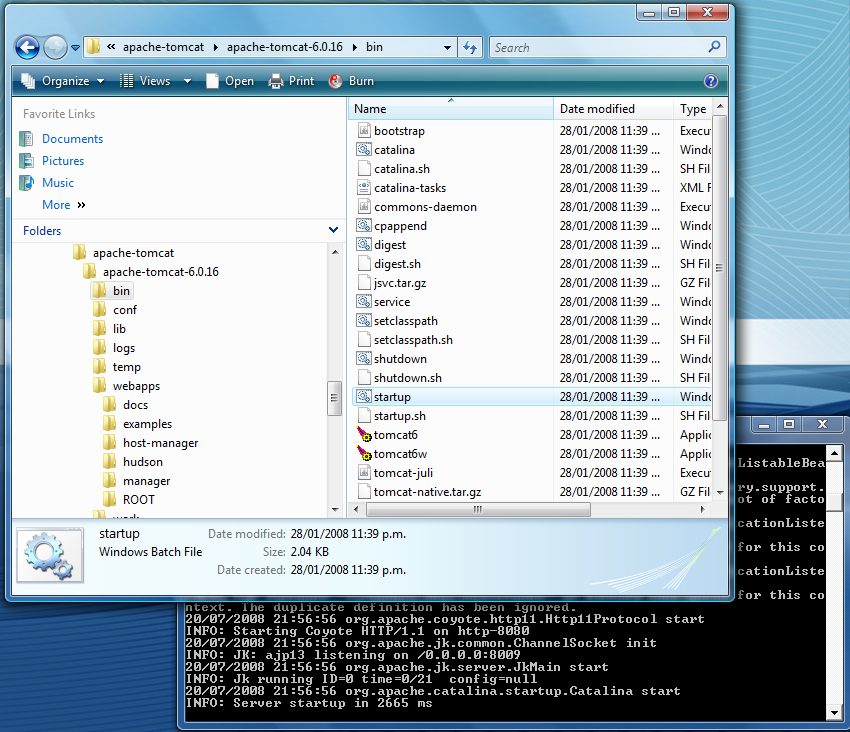 « apache-tomcat ▸ apache-tomcat-6.0.16 ▸ bin
Search
Organize Views Open Print Burn
Favorite Links
Documents
Pictures
Music
More »
Folders
apache-tomcat
apache-tomcat-6.0.16
bin
conf
lib
logs
temp
webapps
docs
examples
host-manager
hudson
manager
ROOT
Name Date modified Type
bootstrap 28/01/2008 11:39 ... Execu
catalina 28/01/2008 11:39 ... Windo
catalina.sh 28/01/2008 11:39 ... SH Fil
catalina-tasks 28/01/2008 11:39 ... XML F
commons-daemon 28/01/2008 11:39 ... Execu
cpappend 28/01/2008 11:39 ... Windo
digest 28/01/2008 11:39 ... Windo
digest.sh 28/01/2008 11:39 ... SH Fil
jsvc.tar.gz 28/01/2008 11:39 ... GZ Fil
service 28/01/2008 11:39 ... Windo
setclasspath 28/01/2008 11:39 ... Windo
setclasspath.sh 28/01/2008 11:39 ... SH Fil
shutdown 28/01/2008 11:39 ... Windo
shutdown.sh 28/01/2008 11:39 ... SH Fil
startup 28/01/2008 11:39 ... Windo
startup.sh 28/01/2008 11:39 ... SH Fil
tomcat6 28/01/2008 11:39 ... Applic
tomcat6w 28/01/2008 11:39 ... Applic
tomcat-juli 28/01/2008 11:39 ... Execu
tomcat-native.tar.gz 28/01/2008 11:39 ... GZ Fil
startup Date modified: 28/01/2008 11:39 p.m.
Windows Batch File Size: 2.04 KB
Date created: 28/01/2008 11:39 p.m.
ListableBea
ry.support.
ot of facto
cationListe
for this co
cationListe
for this co
ntext. The duplicate definition has been ignored.
20/07/2008 21:56:56 org.apache.coyote.http11.Http11Protocol start
INFO: Starting Coyote HTTP/1.1 on http-8080
20/07/2008 21:56:56 org.apache.jk.common.ChannelSocket init
INFO: JK: ajp13 listening on /0.0.0.0:8009
20/07/2008 21:56:56 org.apache.jk.server.JkMain start
INFO: Jk running ID=0 time=0/21  config=null
20/07/2008 21:56:56 org.apache.catalina.startup.Catalina start
INFO: Server startup in 2665 ms